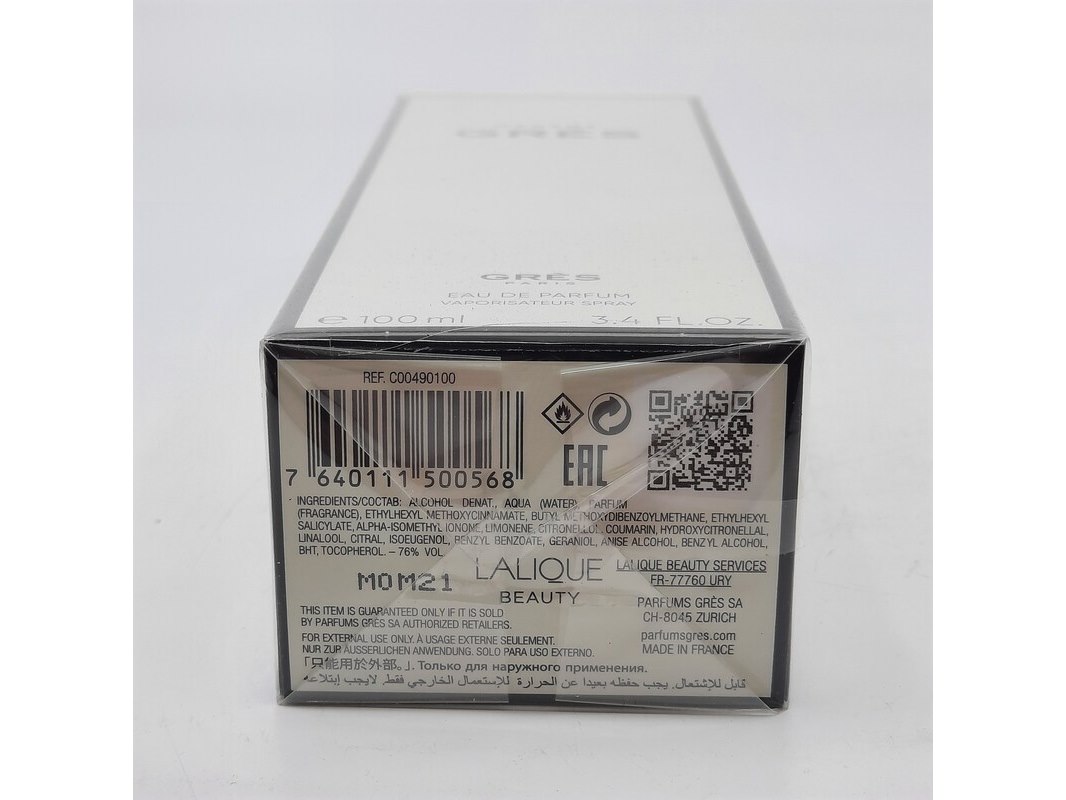 GRÈS
GRÈS
PARIS
EAU DE PARFUM
VAPORISATEUR SPRAY
℮ 100 ml 3.4 FL.OZ.
REF. C00490100
7 640111 500568
EAC
INGREDIENTS/СОСТАВ: ALCOHOL DENAT., AQUA (WATER), PARFUM
(FRAGRANCE), ETHYLHEXYL METHOXYCINNAMATE, BUTYL METHOXYDIBENZOYLMETHANE, ETHYLHEXYL
SALICYLATE, ALPHA-ISOMETHYL IONONE, LIMONENE, CITRONELLOL, COUMARIN, HYDROXYCITRONELLAL,
LINALOOL, CITRAL, ISOEUGENOL, BENZYL BENZOATE, GERANIOL, ANISE ALCOHOL, BENZYL ALCOHOL,
BHT, TOCOPHEROL. – 76% VOL
M0M21
LALIQUE
BEAUTY
LALIQUE BEAUTY SERVICES
FR-77760 URY
PARFUMS GRÈS SA
CH-8045 ZURICH
parfumsgres.com
MADE IN FRANCE
THIS ITEM IS GUARANTEED ONLY IF IT IS SOLD
BY PARFUMS GRÈS SA AUTHORIZED RETAILERS.
FOR EXTERNAL USE ONLY. À USAGE EXTERNE SEULEMENT.
NUR ZUR ÄUSSERLICHEN ANWENDUNG. SOLO PARA USO EXTERNO.
「只能用於外部。」. Только для наружного применения.
قابل للإشتعال. يجب حفظه بعيدا عن الحرارة للإستعمال الخارجي فقط. لايجب إبتلاعه